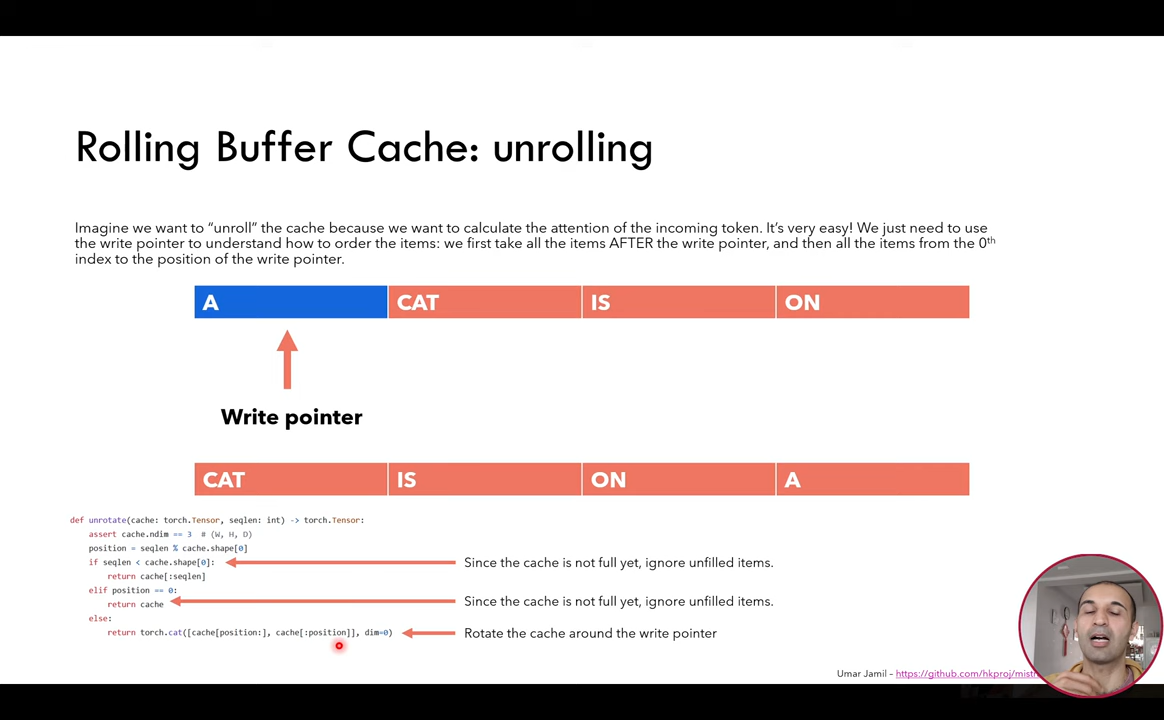 Rolling Buffer Cache: unrolling
Imagine we want to “unroll” the cache because we want to calculate the attention of the incoming token. It’s very easy! We just need to use
the write pointer to understand how to order the items: we first take all the items AFTER the write pointer, and then all the items from the 0th
index to the position of the write pointer.
A CAT IS ON
Write pointer
CAT IS ON A
def unrotate(cache: torch.Tensor, seqlen: int) -> torch.Tensor:
assert cache.ndim == 3 # (W, H, D)
position = seqlen % cache.shape[0]
if seqlen < cache.shape[0]:
Since the cache is not full yet, ignore unfilled items.
return cache[:seqlen]
elif position == 0:
Since the cache is not full yet, ignore unfilled items.
return cache
else:
return torch.cat([cache[position:], cache[:position]], dim=0)
Rotate the cache around the write pointer
Umar Jamil – https://github.com/hkproj/mistr